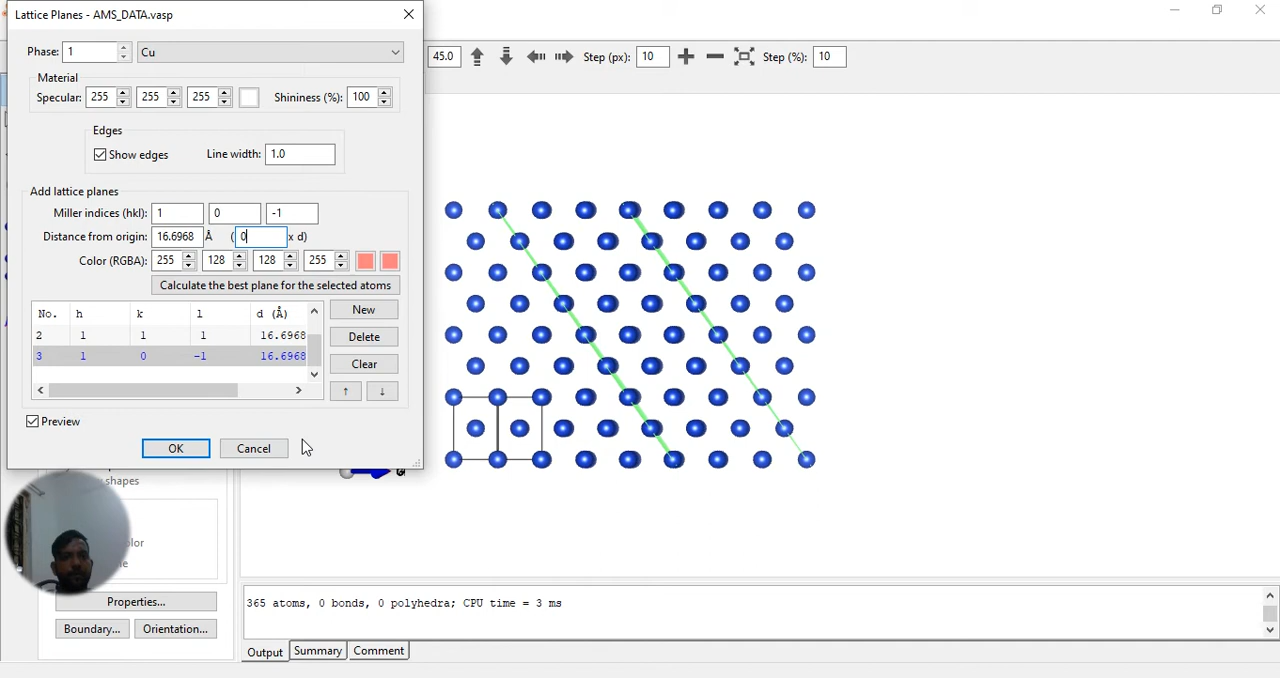 Lattice Planes - AMS_DATA.vasp
Phase: 1 Cu
45.0 Step (px): 10 Step (%): 10
Material
Specular: 255 255 255 Shininess (%): 100
Edges
Show edges Line width: 1.0
Add lattice planes
Miller indices (hkl): 1 0 -1
Distance from origin: 16.6968 Å ( 0 x d)
Color (RGBA): 255 128 128 255
Calculate the best plane for the selected atoms
No. h k l d (Å)
2 1 1 1 16.6968
3 1 0 -1 16.6968
New
Delete
Clear
↑ ↓
Preview
OK Cancel
shapes
Properties...
Boundary... Orientation...
365 atoms, 0 bonds, 0 polyhedra; CPU time = 3 ms
Output Summary Comment